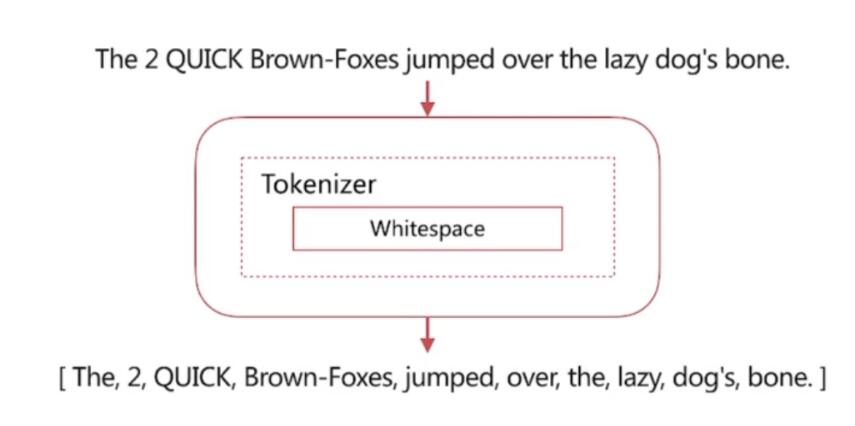 The 2 QUICK Brown-Foxes jumped over the lazy dog's bone.
Tokenizer
Whitespace
[ The, 2, QUICK, Brown-Foxes, jumped, over, the, lazy, dog's, bone. ]